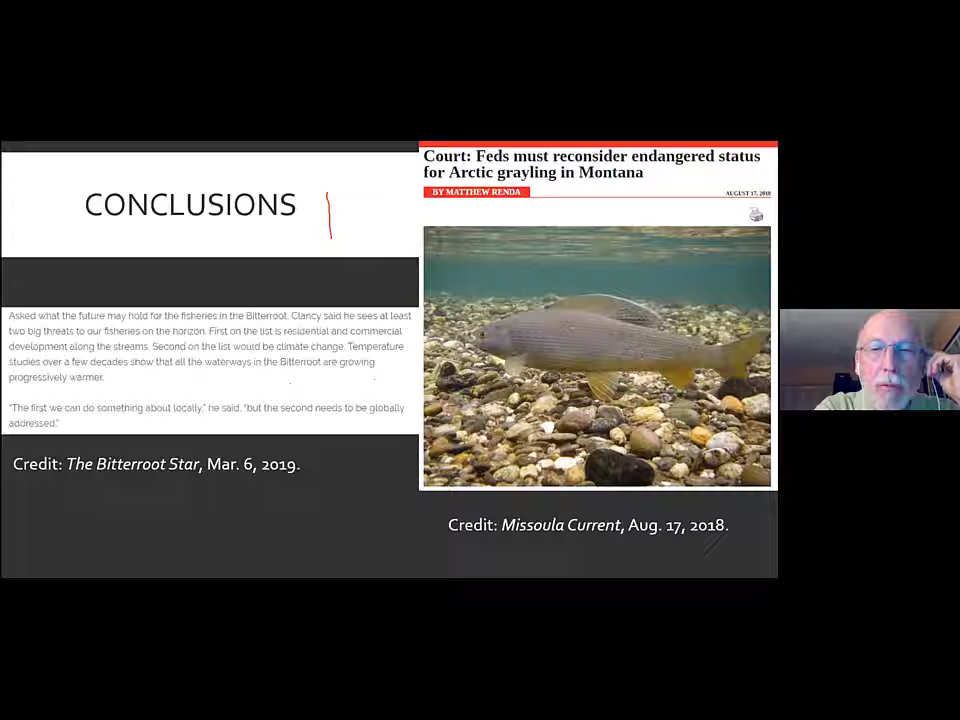 CONCLUSIONS
Asked what the future may hold for the fisheries in the Bitterroot, Clancy said he sees at least
two big threats to our fisheries on the horizon. First on the list is residential and commercial
development along the streams. Second on the list would be climate change. Temperature
studies over a few decades show that all the waterways in the Bitterroot are growing
progressively warmer.
"The first we can do something about locally," he said, "but the second needs to be globally
addressed."
Credit: The Bitterroot Star, Mar. 6, 2019.
Court: Feds must reconsider endangered status
for Arctic grayling in Montana
BY MATTHEW RENDA
AUGUST 17, 2018
Credit: Missoula Current, Aug. 17, 2018.